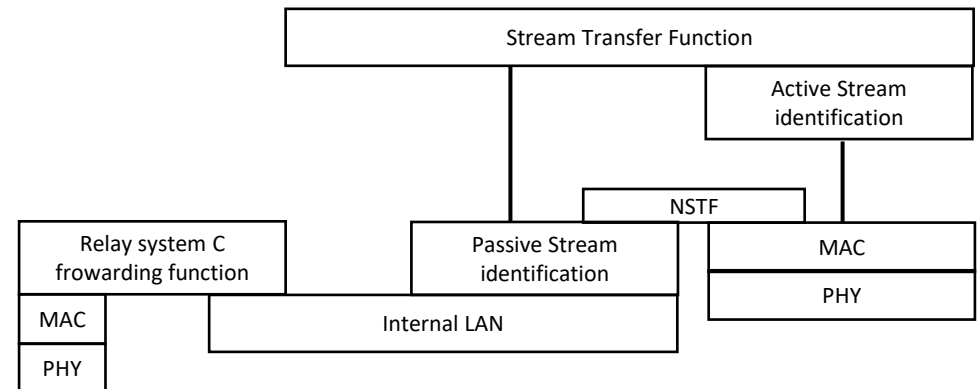 Stream Transfer Function
Active Stream
identification
NSTF
Relay system C
frowarding function
Passive Stream
identification
MAC
PHY
MAC
Internal LAN
PHY